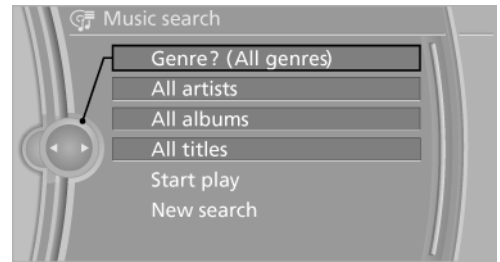 Music search
Genre? (All genres)
All artists
All albums
All titles
Start play
New search